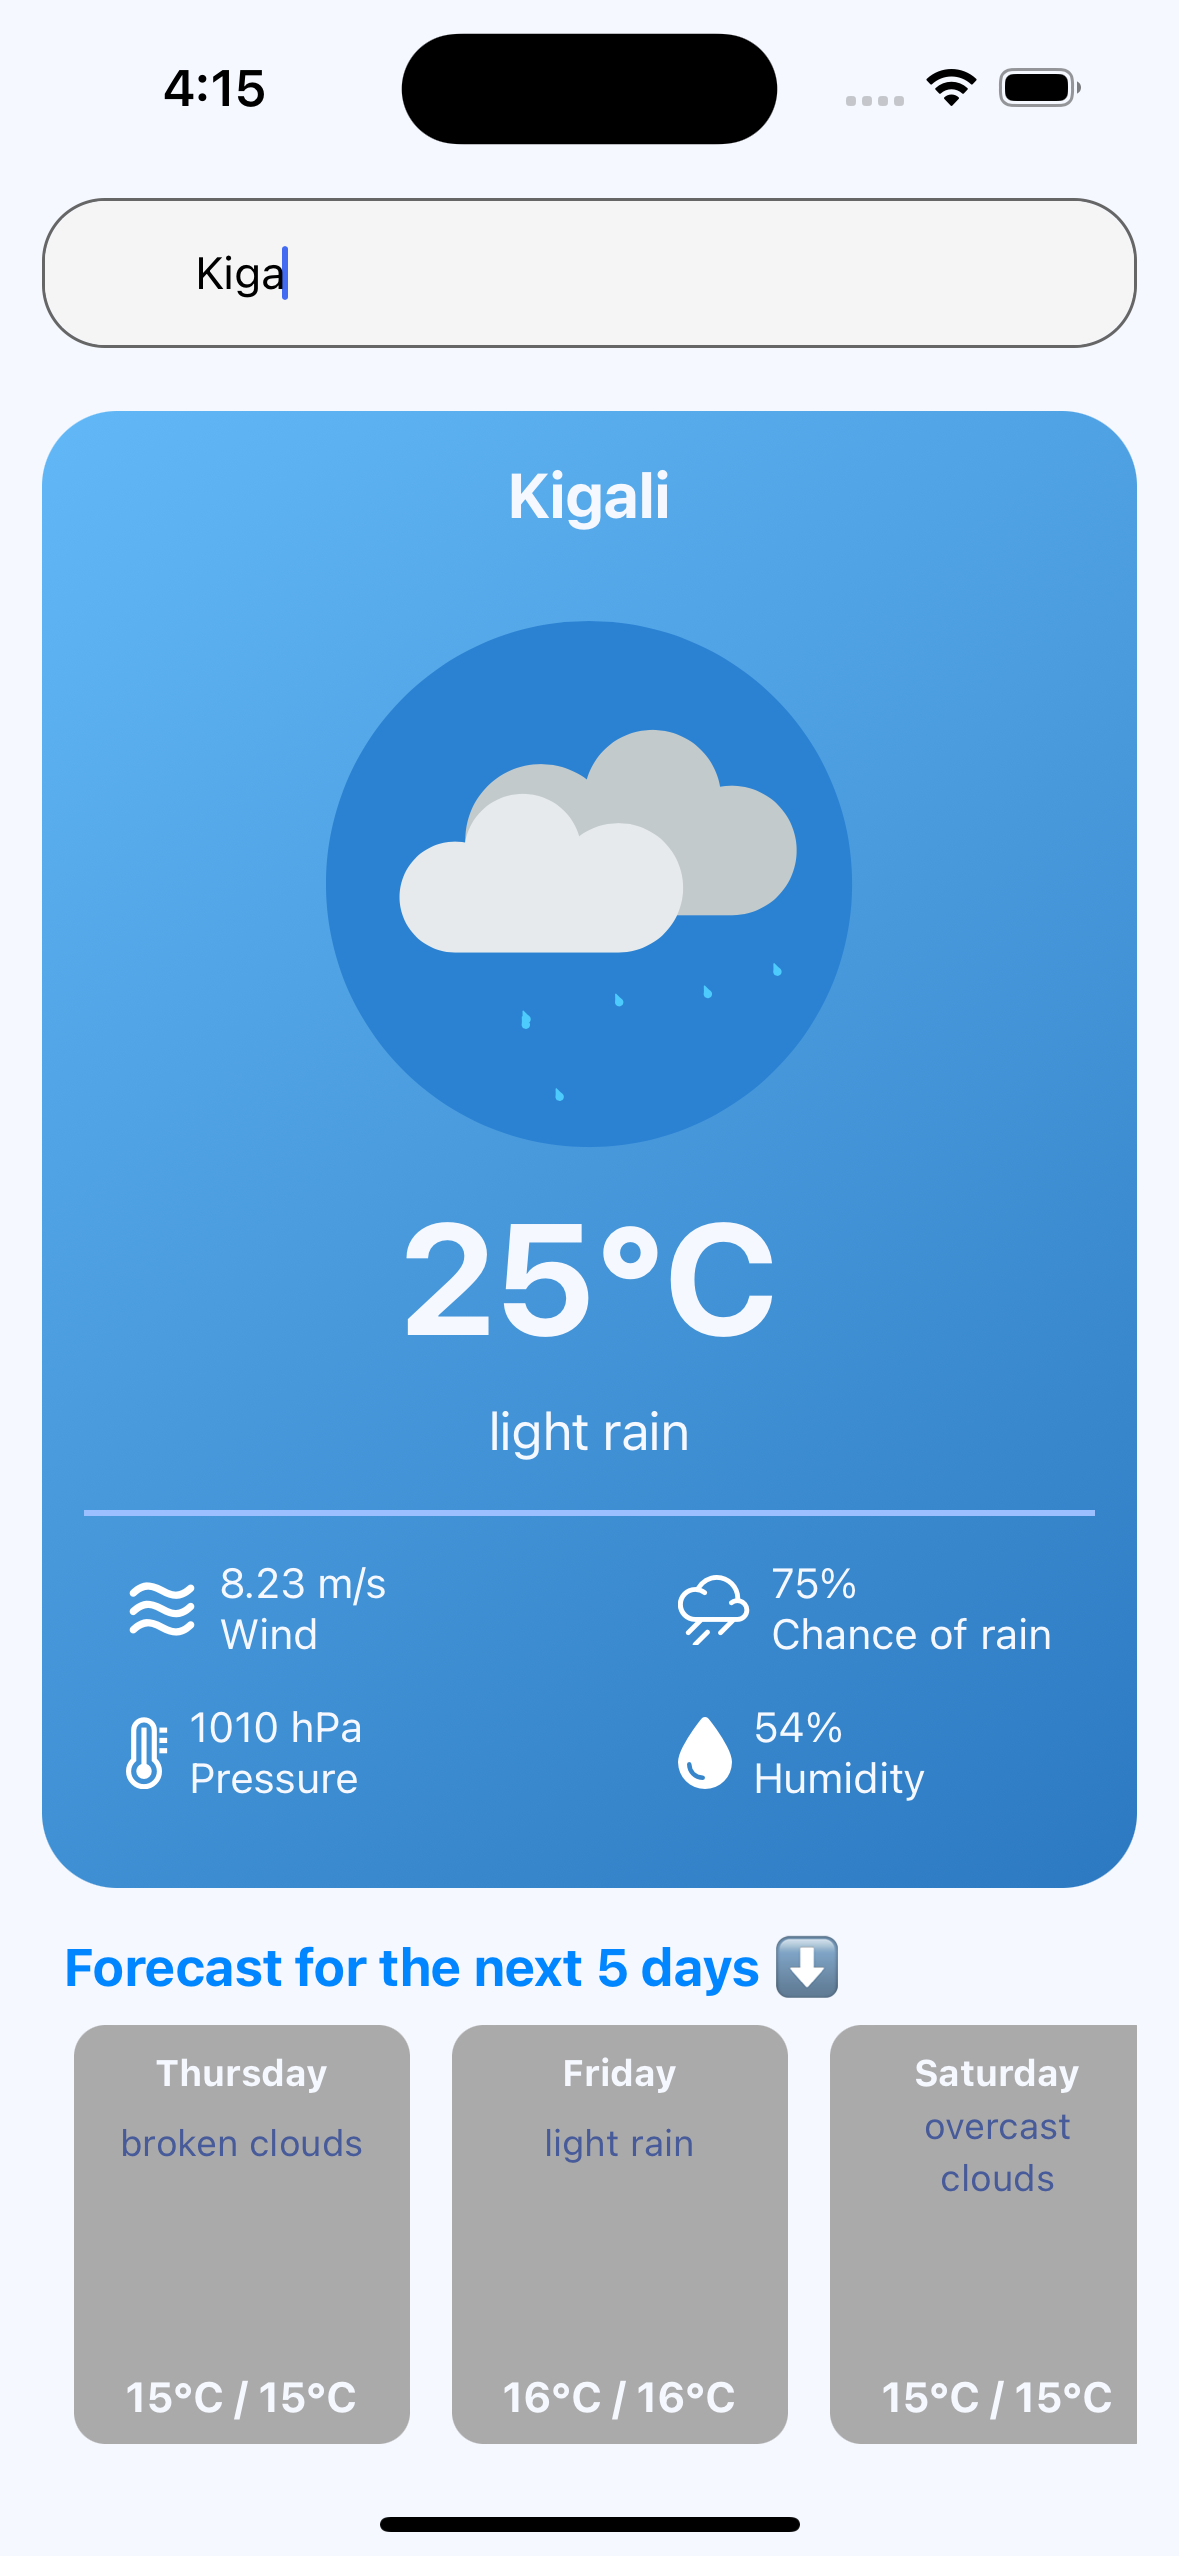 4:15
Kiga
Kigali
25°C
light rain
8.23 m/s
Wind
75%
Chance of rain
1010 hPa
Pressure
54%
Humidity
Forecast for the next 5 days ⬇️
Thursday
broken clouds
15°C / 15°C
Friday
light rain
16°C / 16°C
Saturday
overcast
clouds
15°C / 15°C